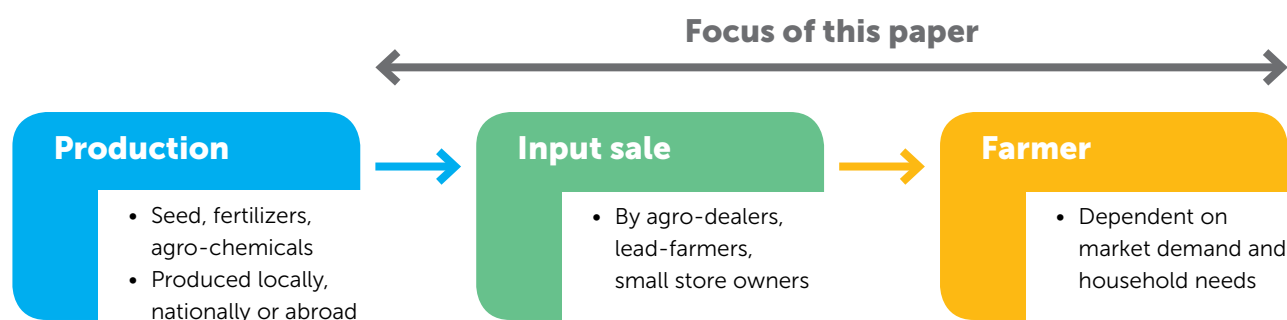 Focus of this paper
Production
• Seed, fertilizers,
agro-chemicals
• Produced locally,
nationally or abroad
Input sale
• By agro-dealers,
lead-farmers,
small store owners
Farmer
• Dependent on
market demand and
household needs